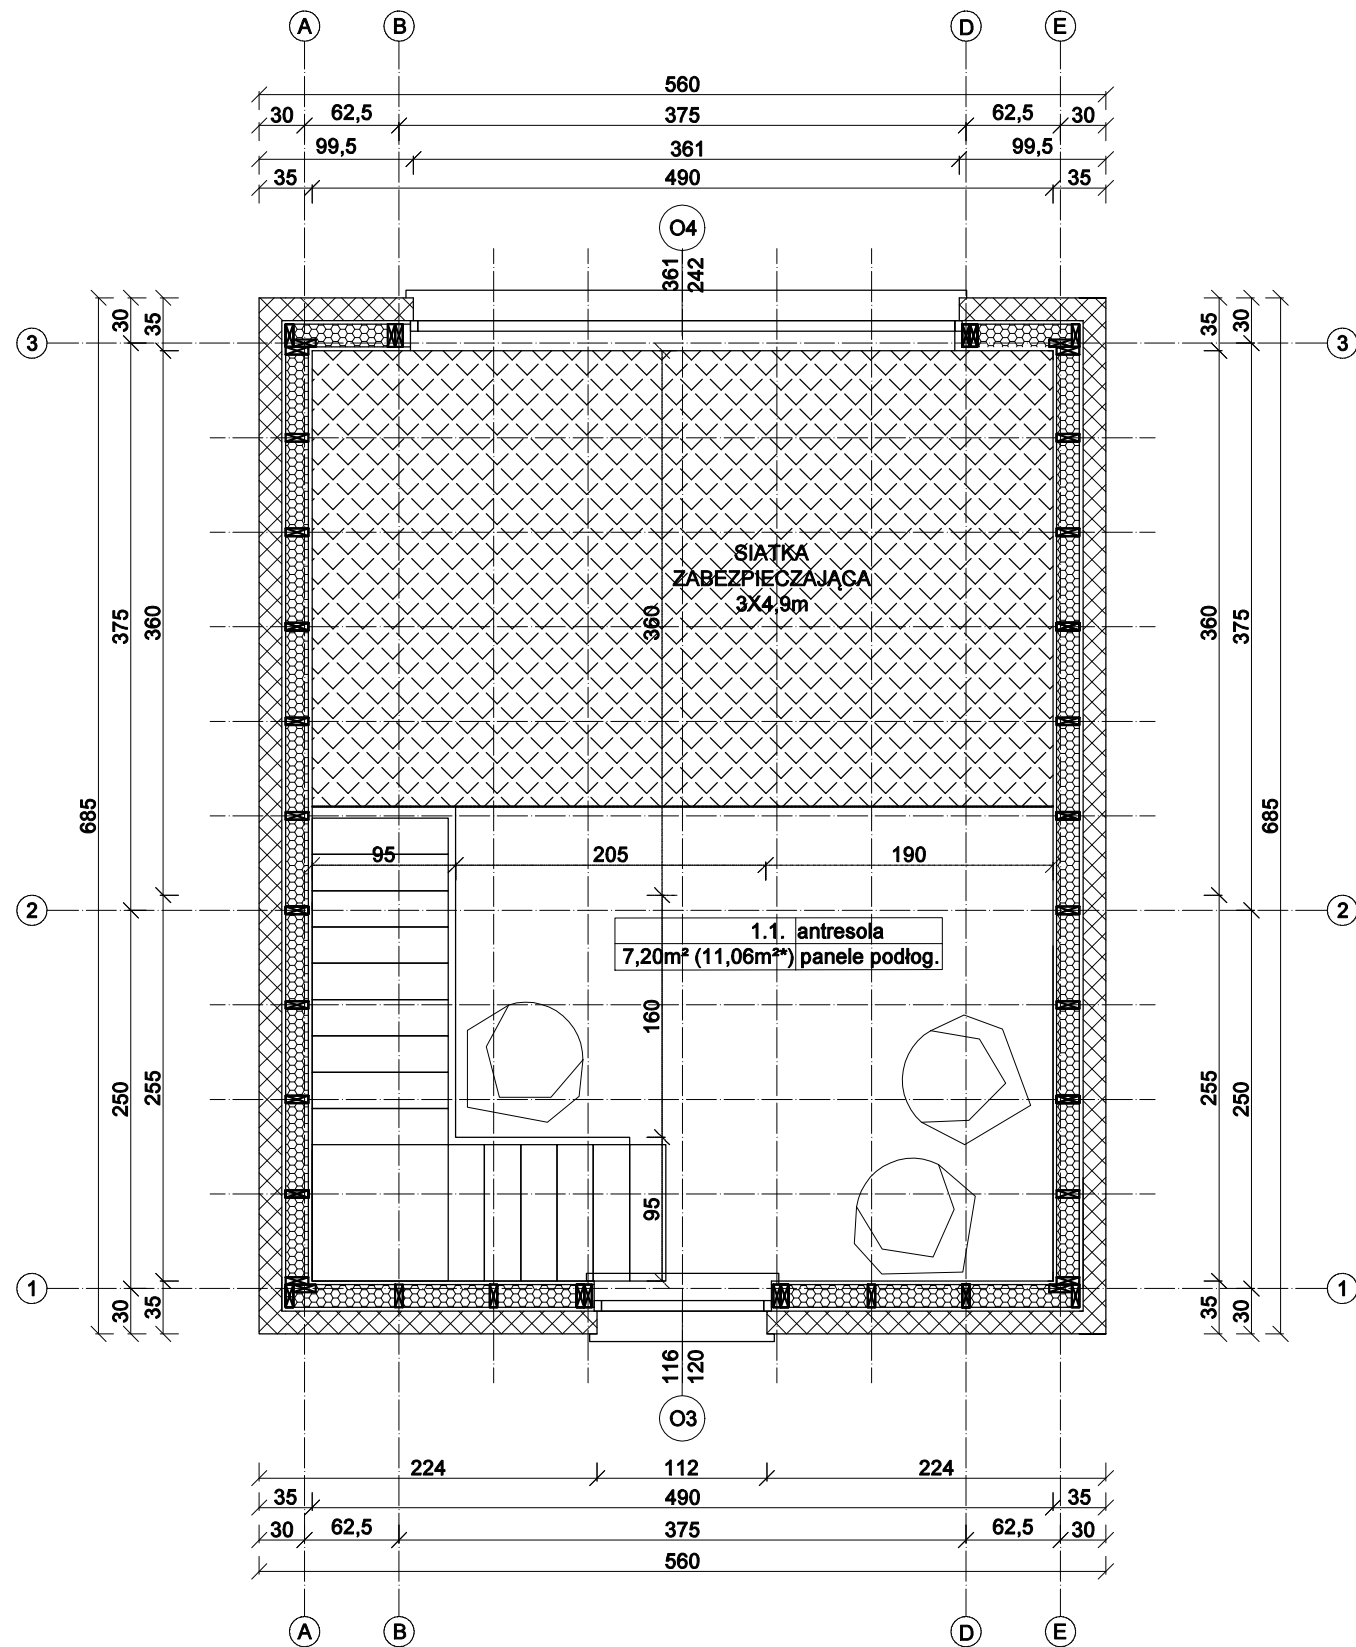 A B D E
560
30 62,5 375 62,5 30
99,5 361 99,5
35 490 35
O4
361
242
30 35 35 30
3 3
SIATKA
ZABEZPIECZAJĄCA
3X4,9m
375 360 360 360 375
685 685
95 205 190
2 2
1.1. antresola
7,20m² (11,06m²*) panele podłog.
160
250 255 255 250
95
1 1
30 35 35 30
116
120
O3
224 112 224
35 490 35
30 62,5 375 62,5 30
560
A B D E